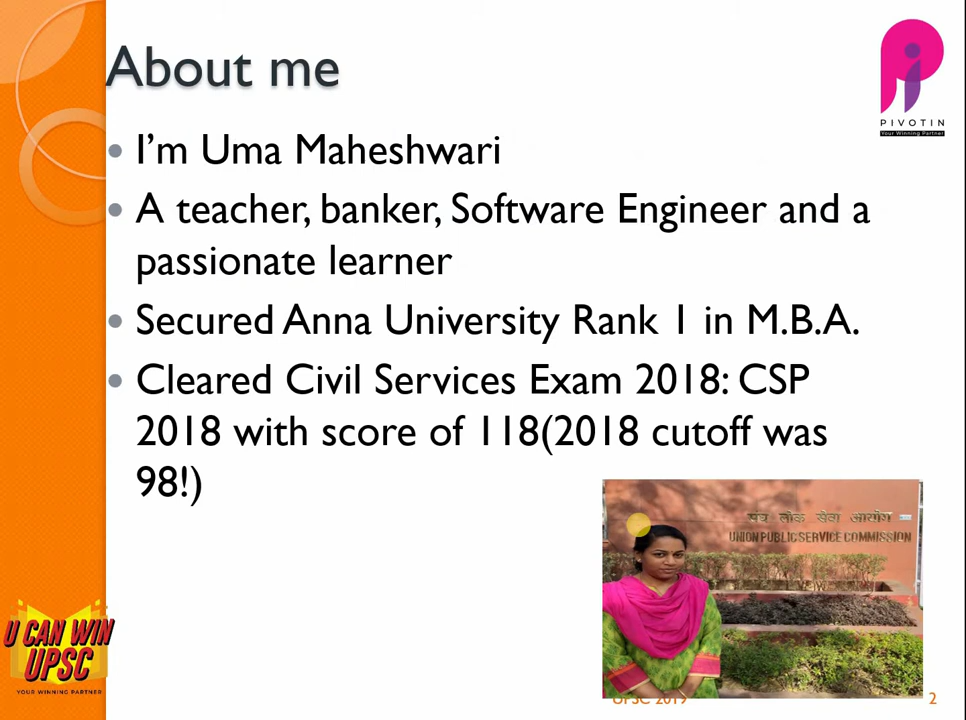 About me
PIVOTIN
Your Winning Partner
I'm Uma Maheshwari
A teacher, banker, Software Engineer and a
passionate learner
Secured Anna University Rank 1 in M.B.A.
Cleared Civil Services Exam 2018: CSP
2018 with score of 118(2018 cutoff was
98!)
संघ लोक सेवा आयोग
UNION PUBLIC SERVICE COMMISSION
U CAN WIN
UPSC
YOUR WINNING PARTNER
UPSC 2019
2